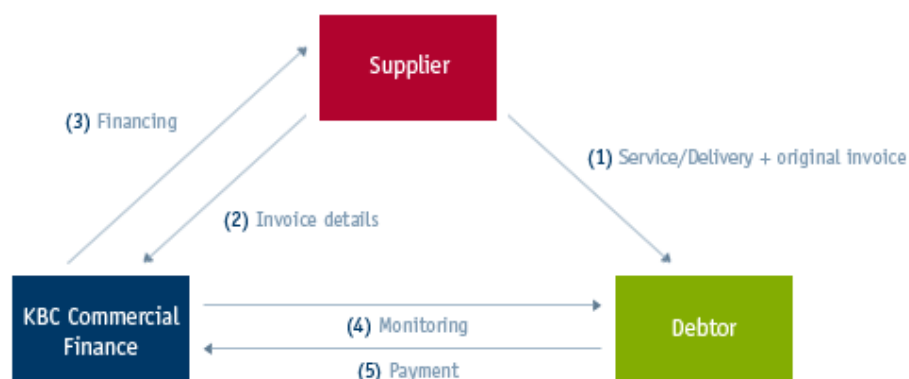 Supplier
(3) Financing
(1) Service/Delivery + original invoice
(2) Invoice details
KBC Commercial
Finance
(4) Monitoring
Debtor
(5) Payment